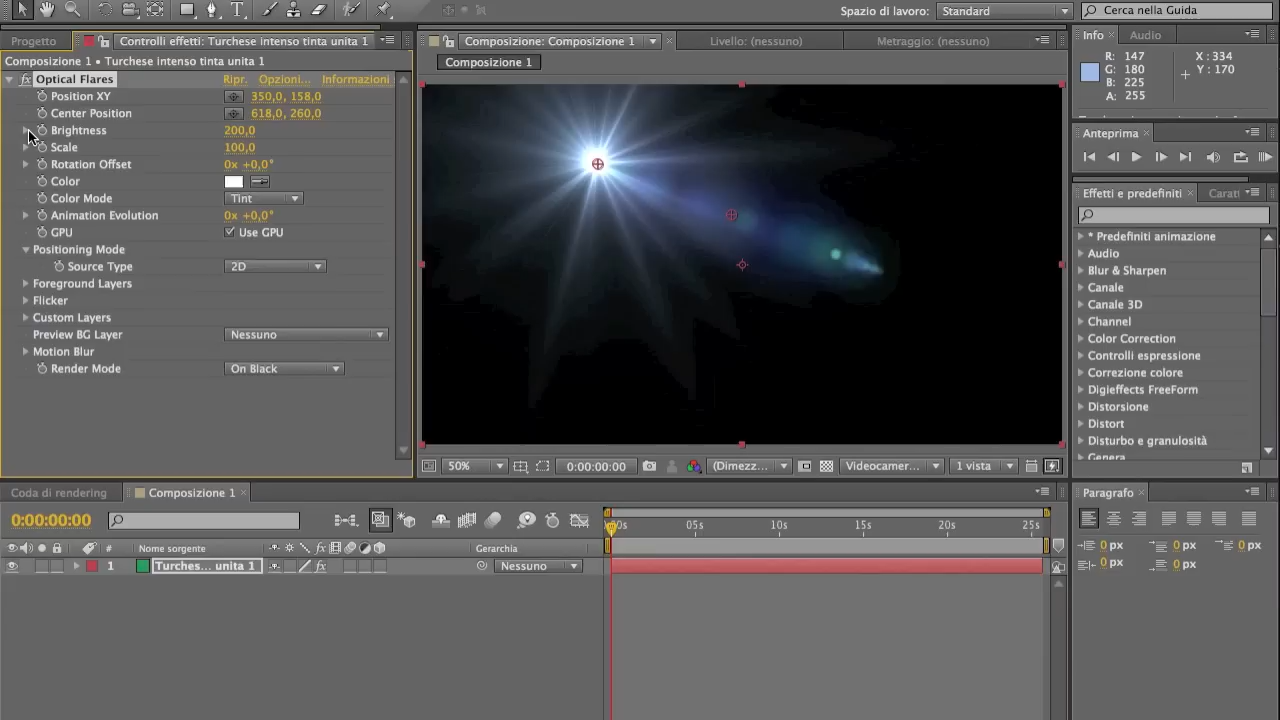 Spazio di lavoro: Standard Cerca nella Guida
Progetto Controlli effetti: Turchese intenso tinta unita 1
Composizione 1 • Turchese intenso tinta unita 1
Optical Flares Ripr. Opzioni... Informazioni
Position XY 350,0, 158,0
Center Position 618,0, 260,0
Brightness 200,0
Scale 100,0
Rotation Offset 0x +0,0°
Color
Color Mode Tint
Animation Evolution 0x +0,0°
GPU Use GPU
Positioning Mode
Source Type 2D
Foreground Layers
Flicker
Custom Layers
Preview BG Layer Nessuno
Motion Blur
Render Mode On Black
Composizione: Composizione 1 Livello: (nessuno) Metraggio: (nessuno)
Composizione 1
50% 0:00:00:00 (Dimezz... Videocamer... 1 vista
Info Audio
R: 147 X: 334
G: 180 Y: 170
B: 225
A: 255
Anteprima
Effetti e predefiniti Caratt
* Predefiniti animazione
Audio
Blur & Sharpen
Canale
Canale 3D
Channel
Color Correction
Controlli espressione
Correzione colore
Digieffects FreeForm
Distorsione
Distort
Disturbo e granulosità
Genera
Coda di rendering Composizione 1
0:00:00:00 05s 10s 15s 20s 25s
# Nome sorgente Gerarchia
1 Turches... unita 1 Nessuno
Paragrafo
0 px 0 px 0 px
0 px 0 px